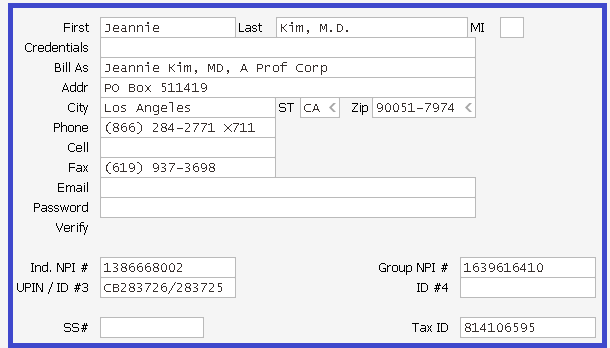 First Jeannie Last Kim, M.D. MI
Credentials
Bill As Jeannie Kim, MD, A Prof Corp
Addr PO Box 511419
City Los Angeles ST CA < Zip 90051-7974 <
Phone (866) 284-2771 X711
Cell
Fax (619) 937-3698
Email
Password
Verify
Ind. NPI # 1386668002 Group NPI # 1639616410
UPIN / ID #3 CB283726/283725 ID #4
SS# Tax ID 814106595